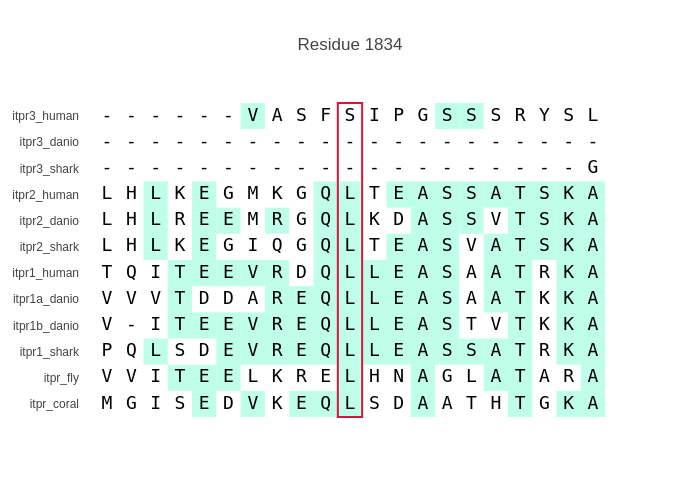 Residue 1834
itpr3_human - - - - - - V A S F S I P G S S S R Y S L
itpr3_danio - - - - - - - - - - - - - - - - - - - - -
itpr3_shark - - - - - - - - - - - - - - - - - - - - G
itpr2_human L H L K E G M K G Q L T E A S S A T S K A
itpr2_danio L H L R E E M R G Q L K D A S S V T S K A
itpr2_shark L H L K E G I Q G Q L T E A S V A T S K A
itpr1_human T Q I T E E V R D Q L L E A S A A T R K A
itpr1a_danio V V V T D D A R E Q L L E A S A A T K K A
itpr1b_danio V - I T E E V R E Q L L E A S T V T K K A
itpr1_shark P Q L S D E V R E Q L L E A S S A T R K A
itpr_fly V V I T E E L K R E L H N A G L A T A R A
itpr_coral M G I S E D V K E Q L S D A A T H T G K A